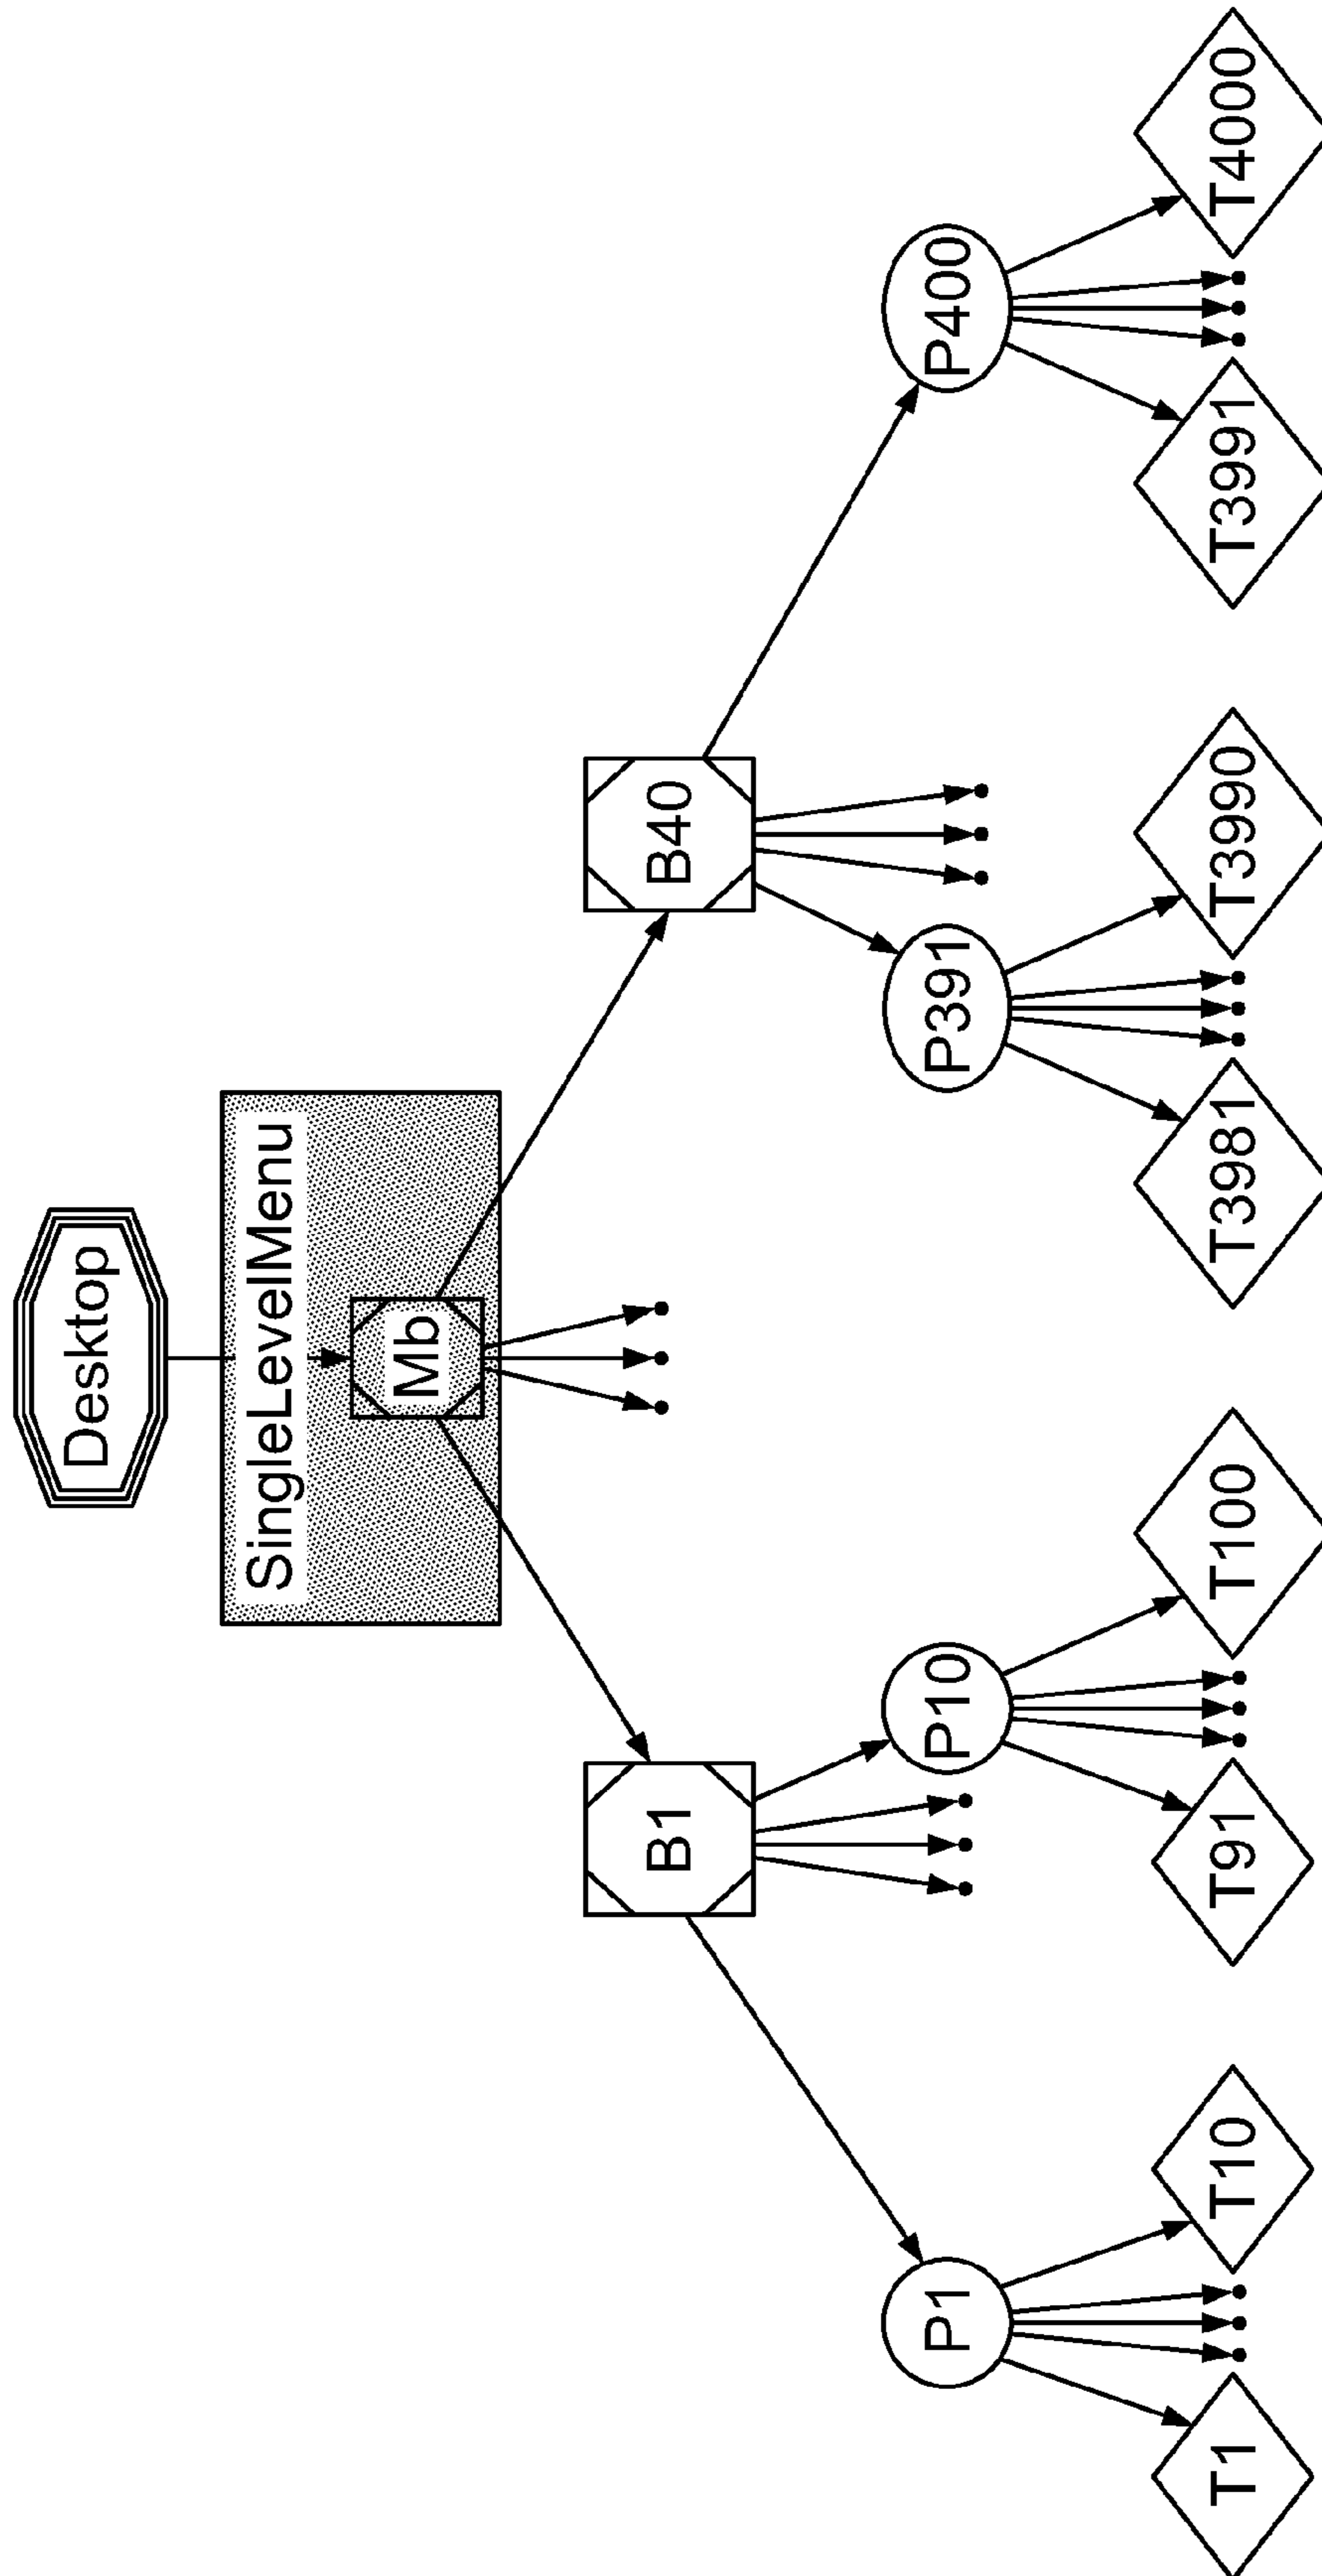 Desktop
SingleLevelMenu
Mb
B1
B40
P1
P10
P391
P400
T1
T10
T91
T100
T3981
T3990
T3991
T4000